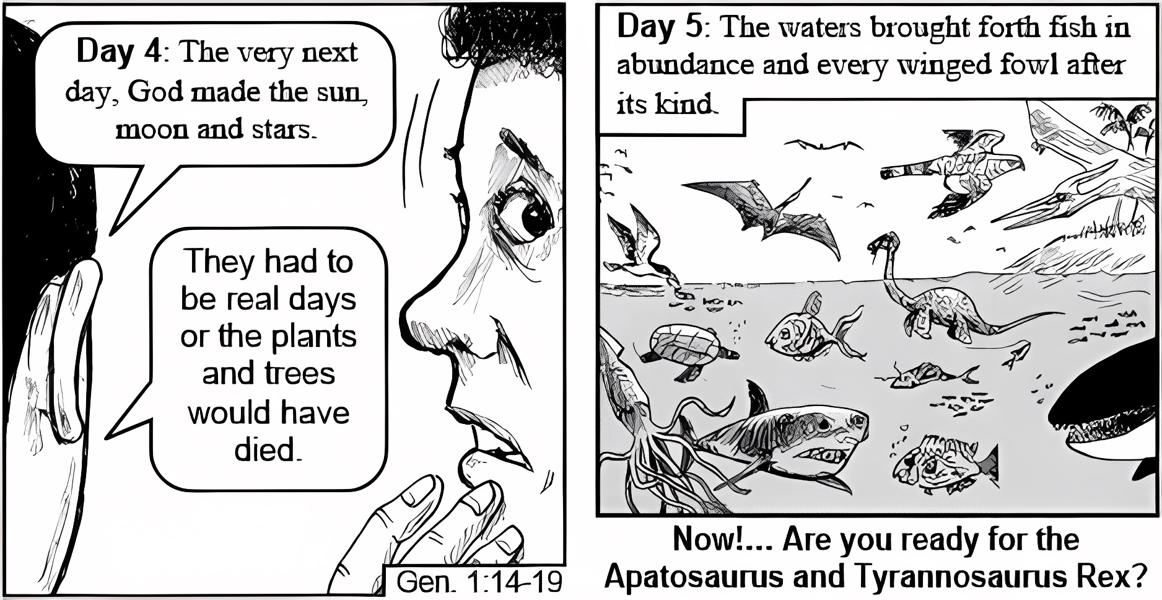 Day 4: The very next
day, God made the sun,
moon and stars.
They had to
be real days
or the plants
and trees
would have
died.
Gen. 1:14-19
Day 5: The waters brought forth fish in
abundance and every winged fowl after
its kind.
Now!... Are you ready for the
Apatosaurus and Tyrannosaurus Rex?